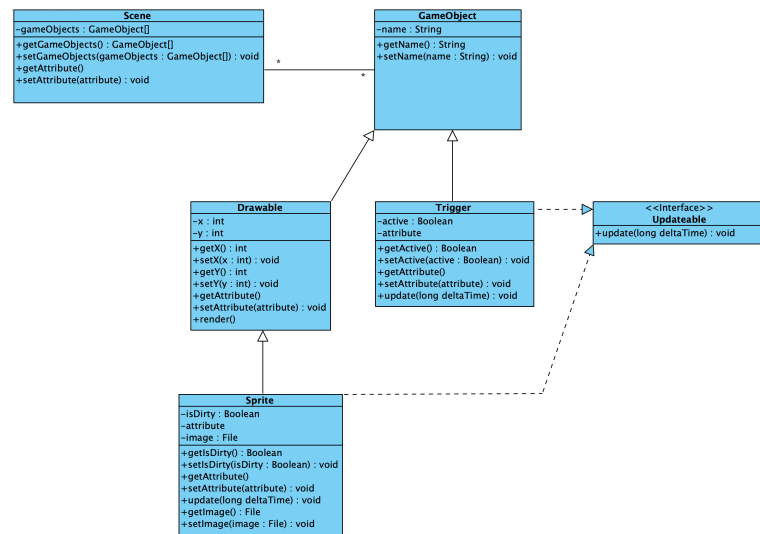 Scene
-gameObjects : GameObject[]
+getGameObjects() : GameObject[]
+setGameObjects(gameObjects : GameObject[]) : void
+getAttribute()
+setAttribute(attribute) : void
GameObject
-name : String
+getName() : String
+setName(name : String) : void
*
*
Drawable
-x : int
-y : int
+getX() : int
+setX(x : int) : void
+getY() : int
+setY(y : int) : void
+getAttribute()
+setAttribute(attribute) : void
+render()
Trigger
-active : Boolean
-attribute
+getActive() : Boolean
+setActive(active : Boolean) : void
+getAttribute()
+setAttribute(attribute) : void
+update(long deltaTime) : void
<<Interface>>
Updateable
+update(long deltaTime) : void
Sprite
-isDirty : Boolean
-attribute
-image : File
+getIsDirty() : Boolean
+setIsDirty(isDirty : Boolean) : void
+getAttribute()
+setAttribute(attribute) : void
+update(long deltaTime) : void
+getImage() : File
+setImage(image : File) : void